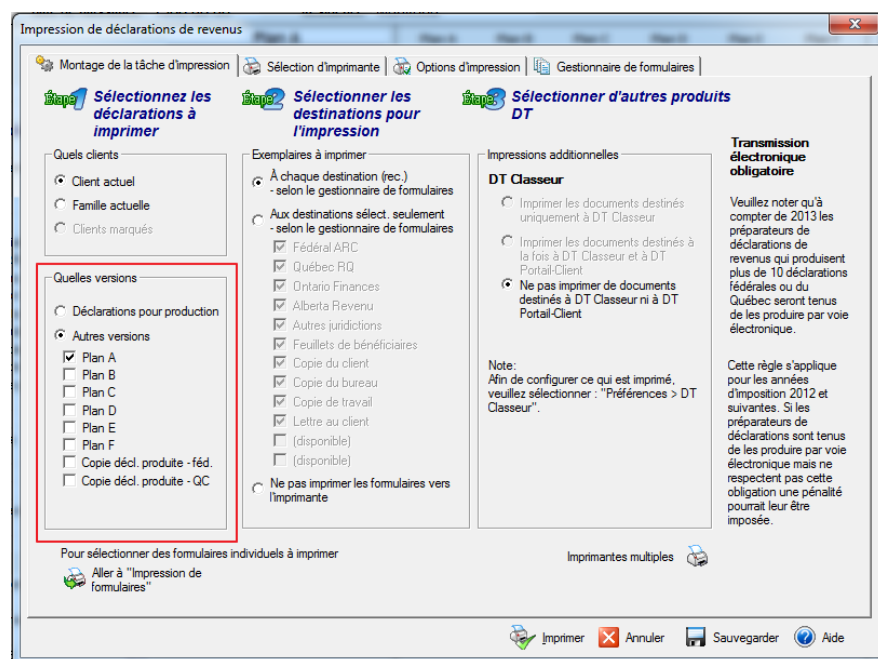 Impression de déclarations de revenus
Montage de la tâche d'impression
Sélection d'imprimante
Options d'impression
Gestionnaire de formulaires
Étape 1
Sélectionnez les
déclarations à
imprimer
Quels clients
Client actuel
Famille actuelle
Clients marqués
Quelles versions
Déclarations pour production
Autres versions
Plan A
Plan B
Plan C
Plan D
Plan E
Plan F
Copie décl. produite - féd.
Copie décl. produite - QC
Étape 2
Sélectionner les
destinations pour
l'impression
Exemplaires à imprimer
À chaque destination (rec.)
- selon le gestionnaire de formulaires
Aux destinations sélect. seulement
- selon le gestionnaire de formulaires
Fédéral ARC
Québec RQ
Ontario Finances
Alberta Revenu
Autres juridictions
Feuillets de bénéficiaires
Copie du client
Copie du bureau
Copie de travail
Lettre au client
(disponible)
(disponible)
Ne pas imprimer les formulaires vers
l'imprimante
Étape 3
Sélectionner d'autres produits
DT
Impressions additionnelles
DT Classeur
Imprimer les documents destinés
uniquement à DT Classeur
Imprimer les documents destinés à
la fois à DT Classeur et à DT
Portail-Client
Ne pas imprimer de documents
destinés à DT Classeur ni à DT
Portail-Client
Note:
Afin de configurer ce qui est imprimé,
veuillez sélectionner : "Préférences > DT
Classeur".
Transmission
électronique
obligatoire
Veuillez noter qu'à
compter de 2013 les
préparateurs de
déclarations de
revenus qui produisent
plus de 10 déclarations
fédérales ou du
Québec seront tenus
de les produire par voie
électronique.
Cette règle s'applique
pour les années
d'imposition 2012 et
suivantes. Si les
préparateurs de
déclarations sont tenus
de les produire par voie
électronique mais ne
respectent pas cette
obligation une pénalité
pourrait leur être
imposée.
Pour sélectionner des formulaires individuels à imprimer
Aller à "Impression de
formulaires"
Imprimantes multiples
Imprimer
Annuler
Sauvegarder
Aide